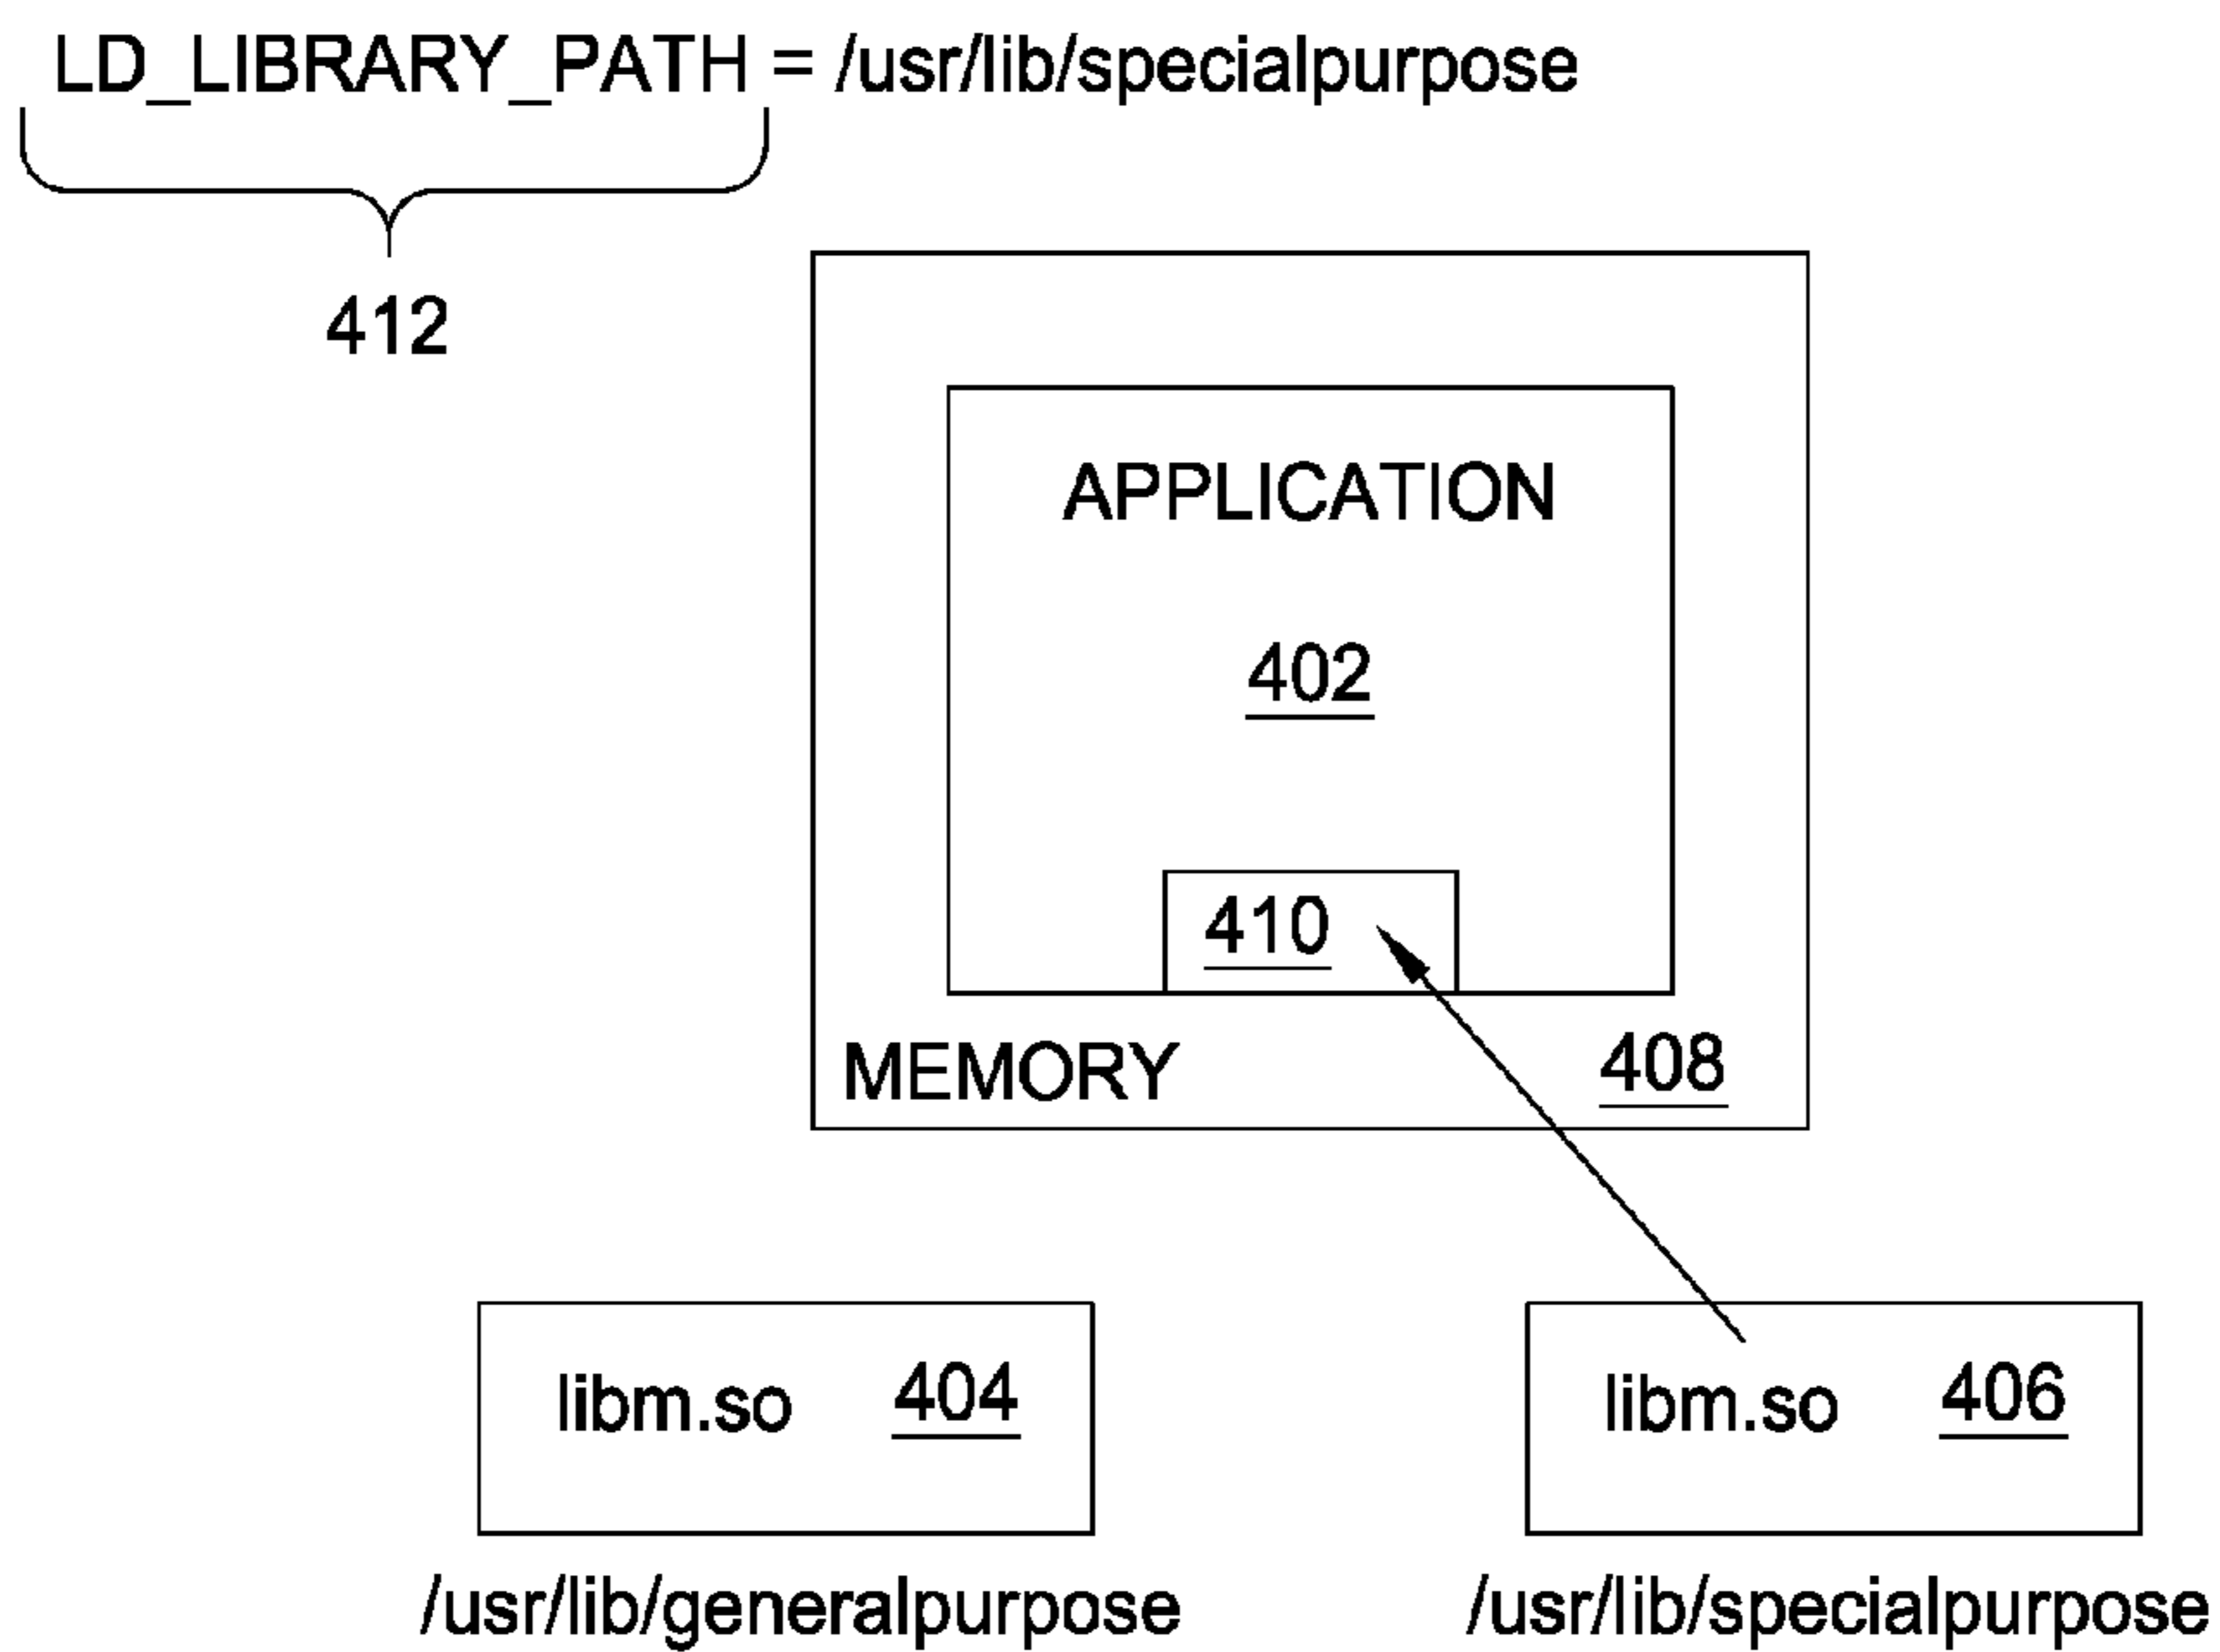 LD_LIBRARY_PATH = /usr/lib/specialpurpose
412
APPLICATION
402
410
MEMORY 408
libm.so 404
libm.so 406
/usr/lib/generalpurpose
/usr/lib/specialpurpose